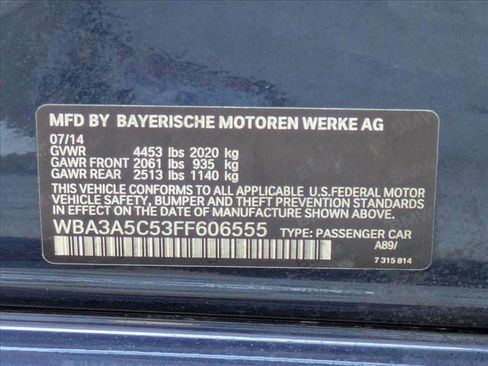 MFD BY BAYERISCHE MOTOREN WERKE AG
07/14
GVWR 4453 lbs 2020 kg
GAWR FRONT 2061 lbs 935 kg
GAWR REAR 2513 lbs 1140 kg
THIS VEHICLE CONFORMS TO ALL APPLICABLE U.S.FEDERAL MOTOR
VEHICLE SAFETY, BUMPER AND THEFT PREVENTION STANDARDS
IN EFFECT ON THE DATE OF MANUFACTURE SHOWN ABOVE.
WBA3A5C53FF606555 TYPE: PASSENGER CAR
A89/
7 315 814